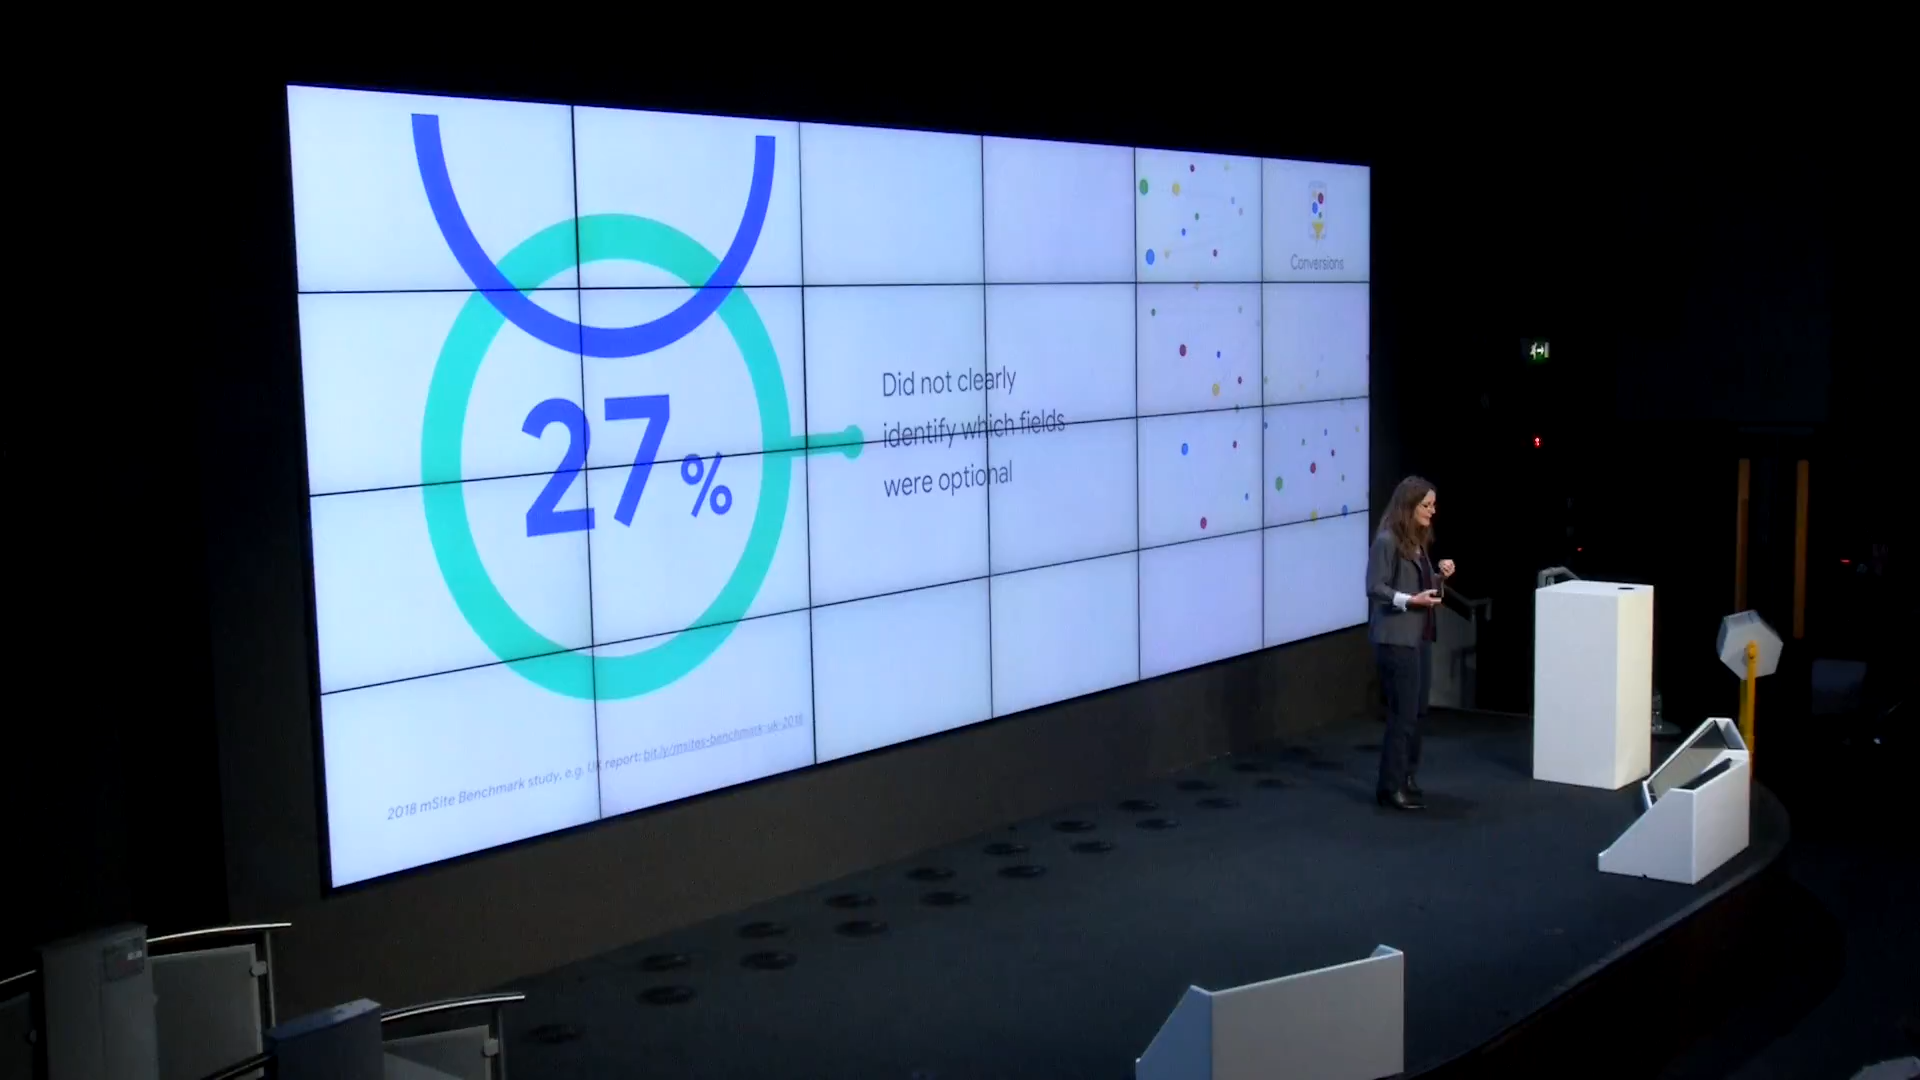 Conversions
27%
Did not clearly
identify which fields
were optional
2018 mSite Benchmark study, e.g. UK report: bit.ly/msites-benchmark-uk-2018